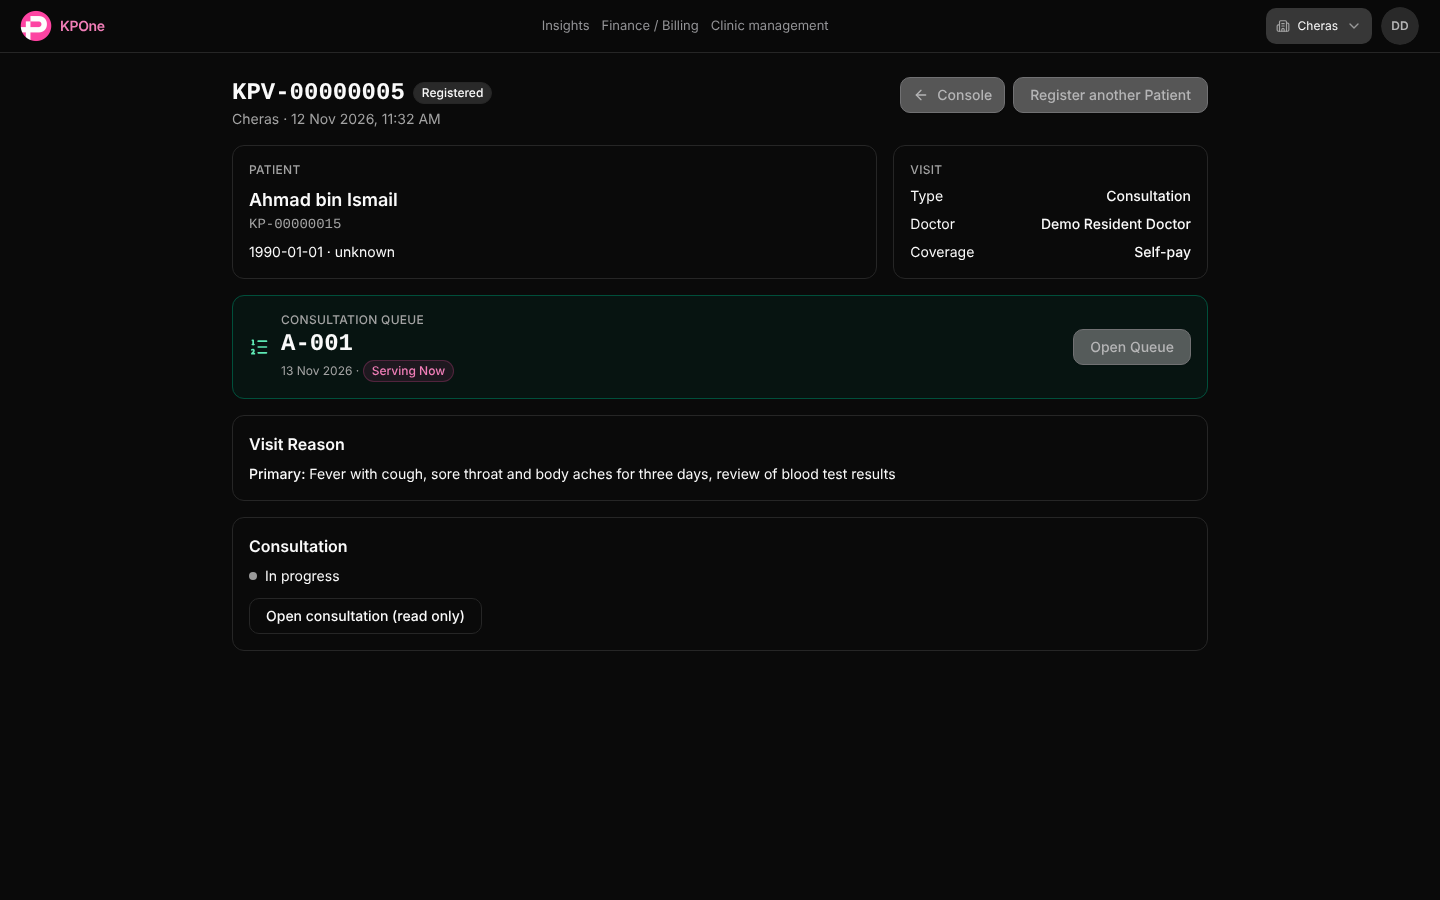 KPOne
Insights
Finance / Billing
Clinic management
Cheras
DD
KPV-00000005
Registered
Cheras · 12 Nov 2026, 11:32 AM
Console
Register another Patient
PATIENT
Ahmad bin Ismail
KP-00000015
1990-01-01 · unknown
VISIT
Type Consultation
Doctor Demo Resident Doctor
Coverage Self-pay
CONSULTATION QUEUE
A-001
13 Nov 2026 · Serving Now
Open Queue
Visit Reason
Primary: Fever with cough, sore throat and body aches for three days, review of blood test results
Consultation
In progress
Open consultation (read only)